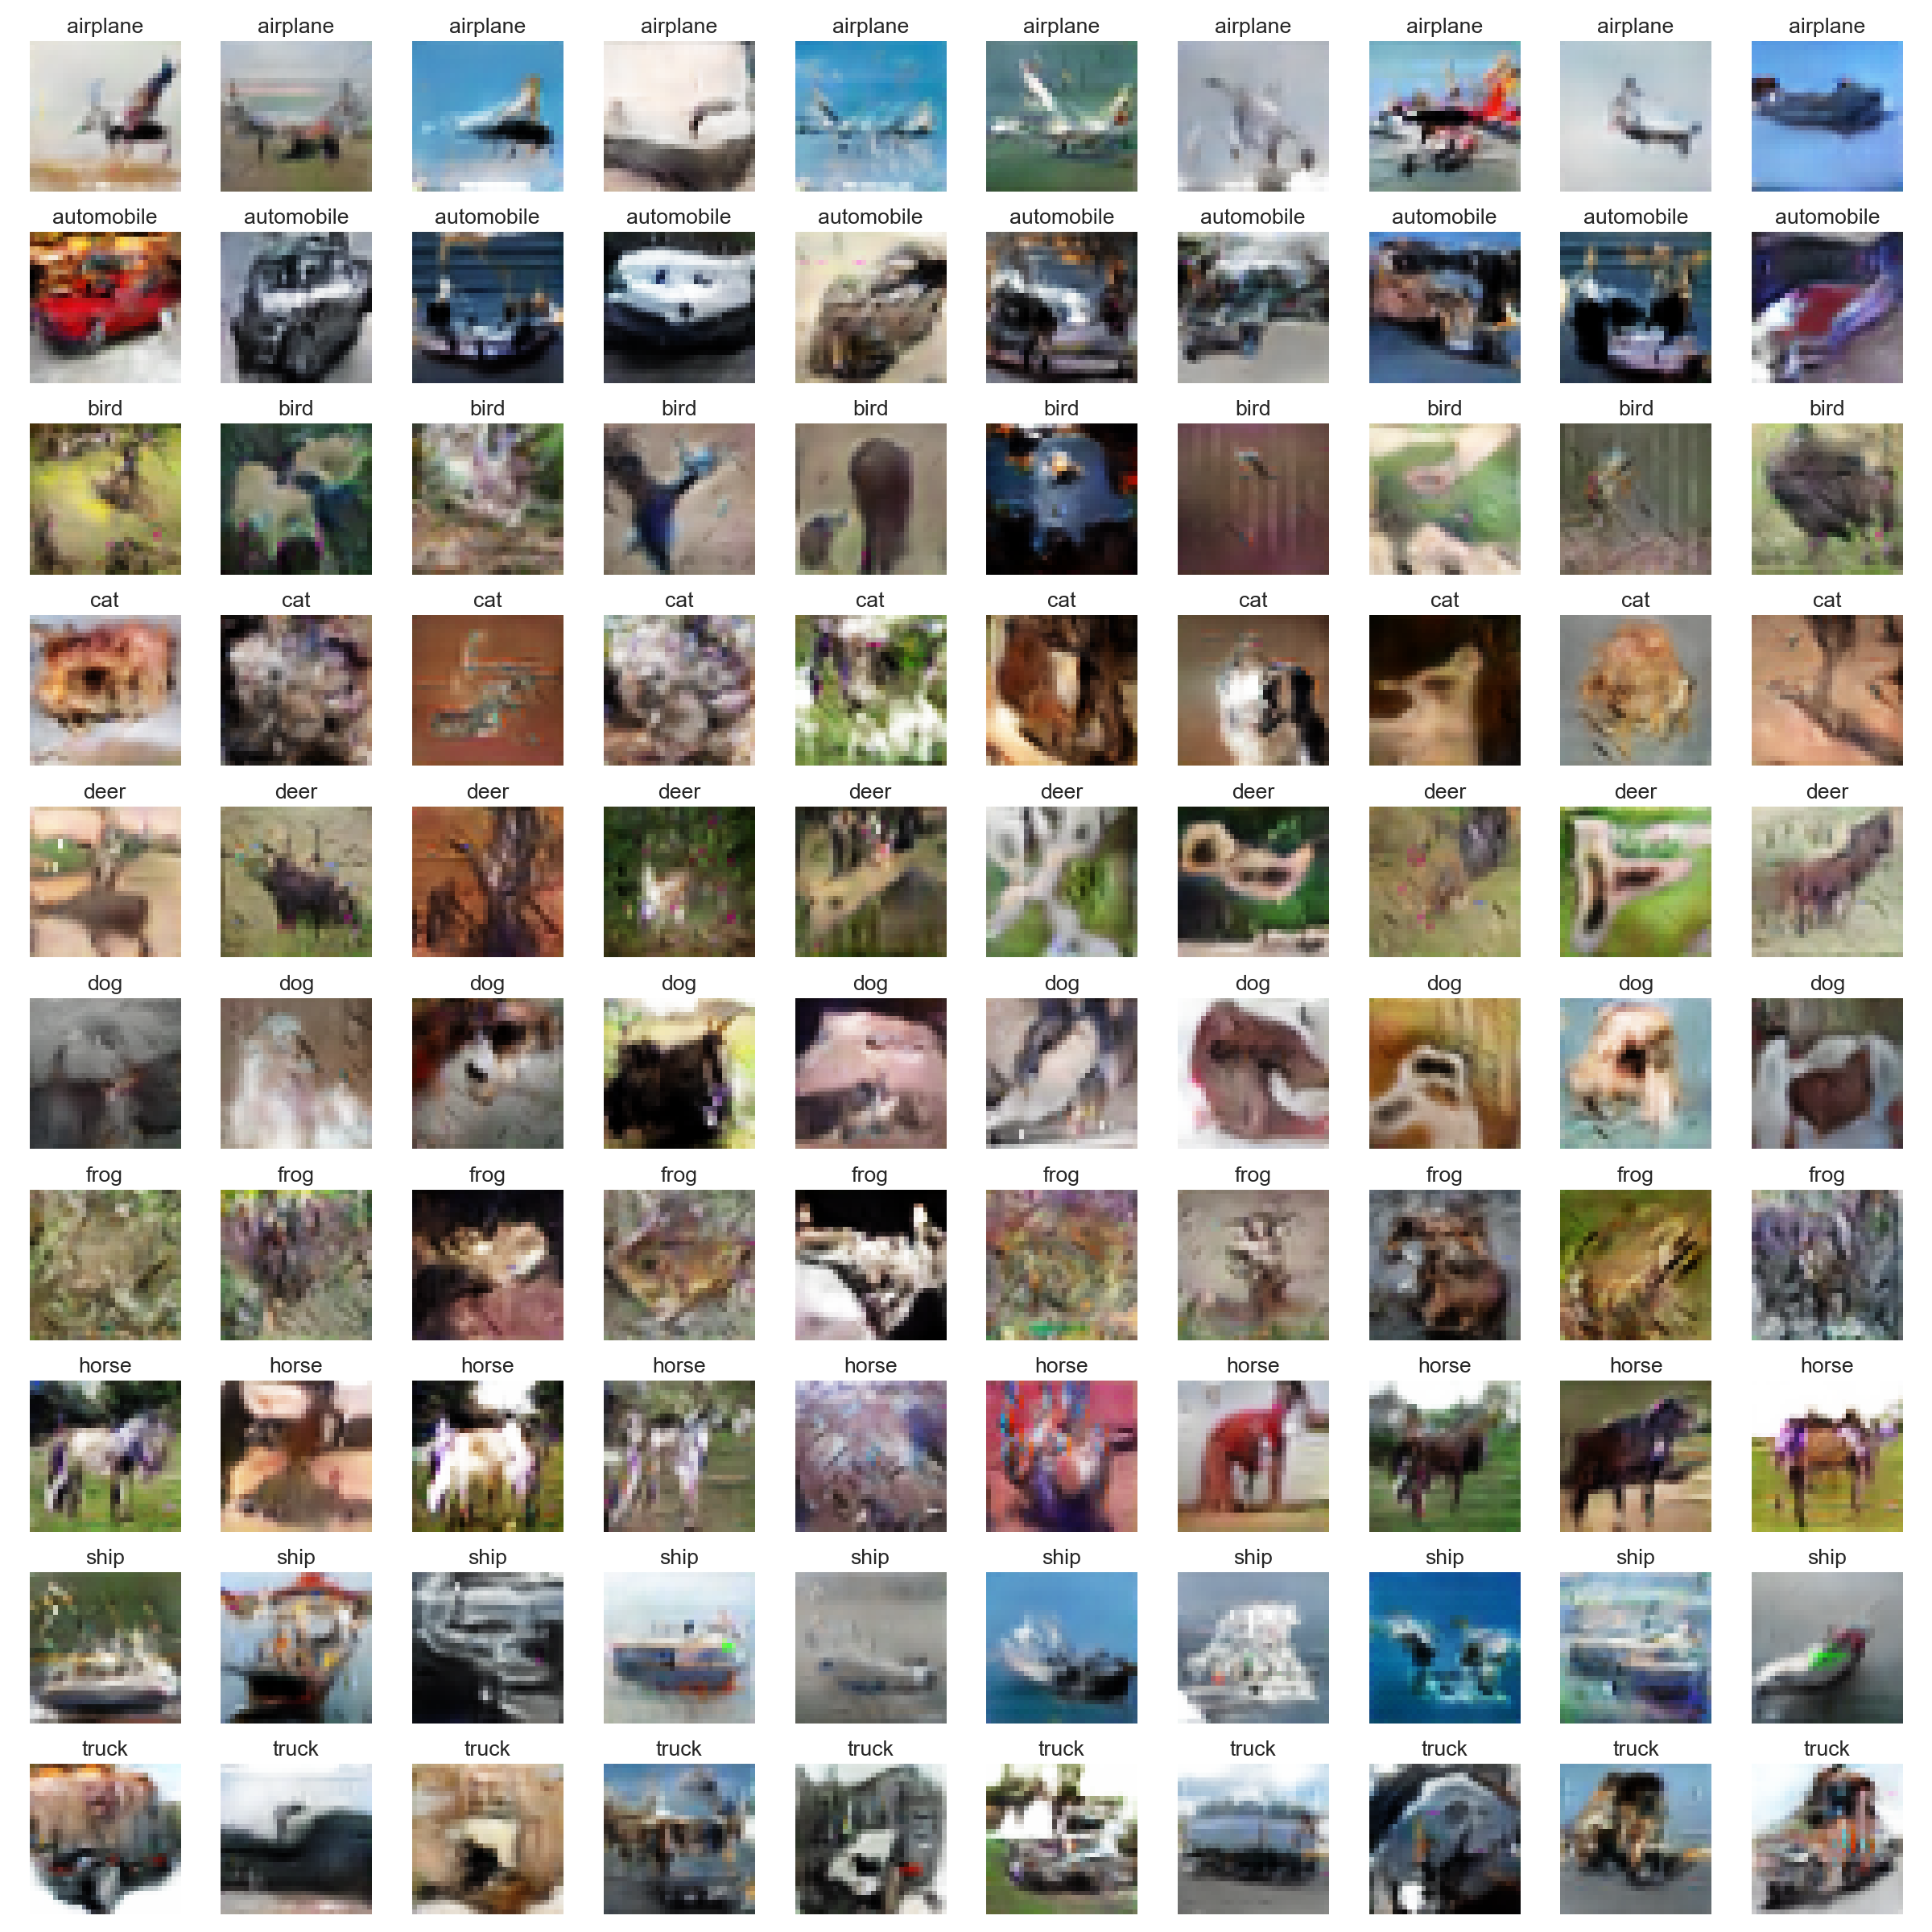 airplane airplane airplane airplane airplane airplane airplane airplane airplane airplane
automobile automobile automobile automobile automobile automobile automobile automobile automobile automobile
bird bird bird bird bird bird bird bird bird bird
cat cat cat cat cat cat cat cat cat cat
deer deer deer deer deer deer deer deer deer deer
dog dog dog dog dog dog dog dog dog dog
frog frog frog frog frog frog frog frog frog frog
horse horse horse horse horse horse horse horse horse horse
ship ship ship ship ship ship ship ship ship ship
truck truck truck truck truck truck truck truck truck truck